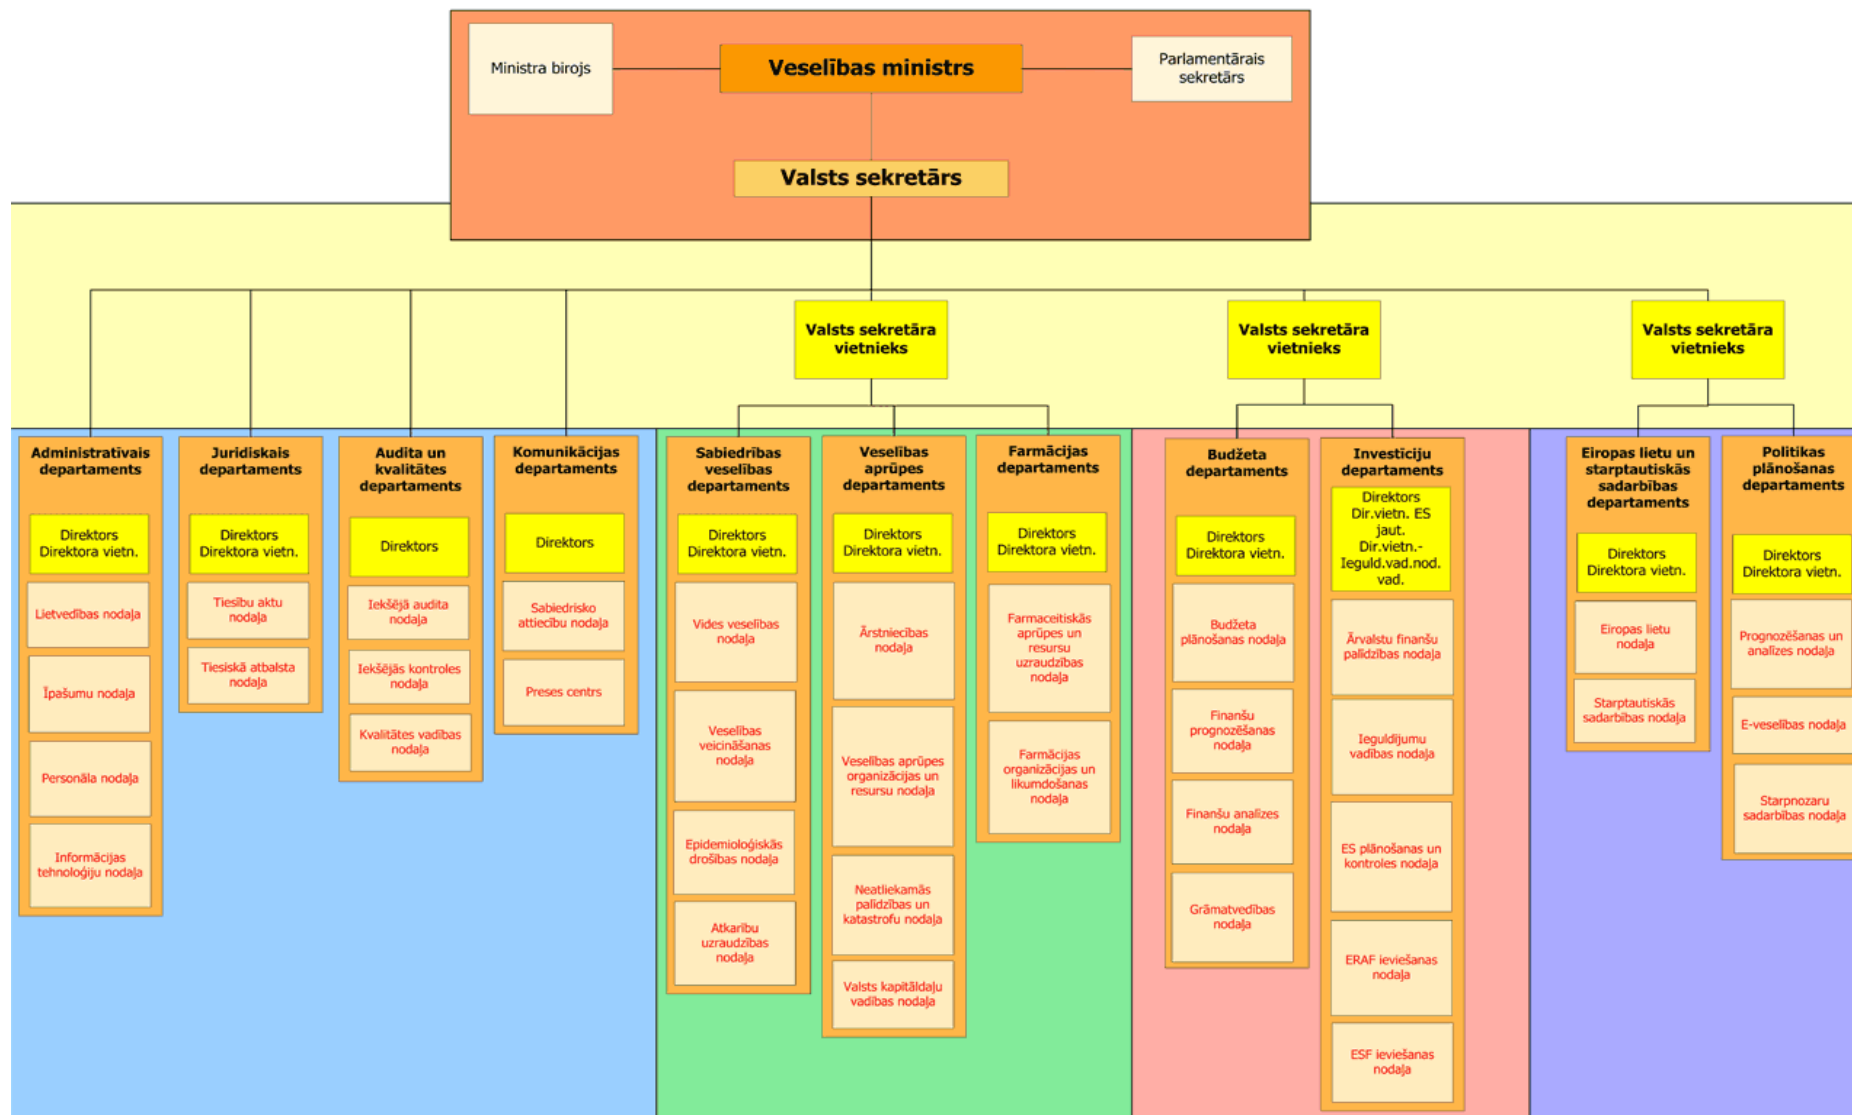 Ministra birojs
Veselības ministrs
Parlamentārais
sekretārs
Valsts sekretārs
Valsts sekretāra
vietnieks
Valsts sekretāra
vietnieks
Valsts sekretāra
vietnieks
Administratīvais
departaments
Direktors
Direktora vietn.
Lietvedības nodaļa
Īpašumu nodaļa
Personāla nodaļa
Informācijas
tehnoloģiju nodaļa
Juridiskais
departaments
Direktors
Direktora vietn.
Tiesību aktu
nodaļa
Tiesiskā atbalsta
nodaļa
Audita un
kvalitātes
departaments
Direktors
Iekšējā audita
nodaļa
Iekšējās kontroles
nodaļa
Kvalitātes vadības
nodaļa
Komunikācijas
departaments
Direktors
Sabiedrisko
attiecību nodaļa
Preses centrs
Sabiedrības
veselības
departaments
Direktors
Direktora vietn.
Vides veselības
nodaļa
Veselības
veicināšanas
nodaļa
Epidemioloģiskās
drošības nodaļa
Atkarību
uzraudzības
nodaļa
Veselības
aprūpes
departaments
Direktors
Direktora vietn.
Ārstniecības
nodaļa
Veselības aprūpes
organizācijas un
resursu nodaļa
Neatliekamās
palīdzības un
katastrofu nodaļa
Valsts kapitāldaļu
vadības nodaļa
Farmācijas
departaments
Direktors
Direktora vietn.
Farmaceitiskās
aprūpes un
resursu
uzraudzības
nodaļa
Farmācijas
organizācijas un
likumdošanas
nodaļa
Budžeta
departaments
Direktors
Direktora vietn.
Budžeta
plānošanas nodaļa
Finanšu
prognozēšanas
nodaļa
Finanšu analīzes
nodaļa
Grāmatvedības
nodaļa
Investīciju
departaments
Direktors
Dir.vietn. ES
jaut.
Dir.vietn.-
Ieguld.vad.nod.
vad.
Ārvalstu finanšu
palīdzības nodaļa
Ieguldījumu
vadības nodaļa
ES plānošanas un
kontroles nodaļa
ERAF ieviešanas
nodaļa
ESF ieviešanas
nodaļa
Eiropas lietu un
starptautiskās
sadarbības
departaments
Direktors
Direktora vietn.
Eiropas lietu
nodaļa
Starptautiskās
sadarbības nodaļa
Politikas
plānošanas
departaments
Direktors
Direktora vietn.
Prognozēšanas un
analīzes nodaļa
E-veselības nodaļa
Starpnozaru
sadarbības nodaļa